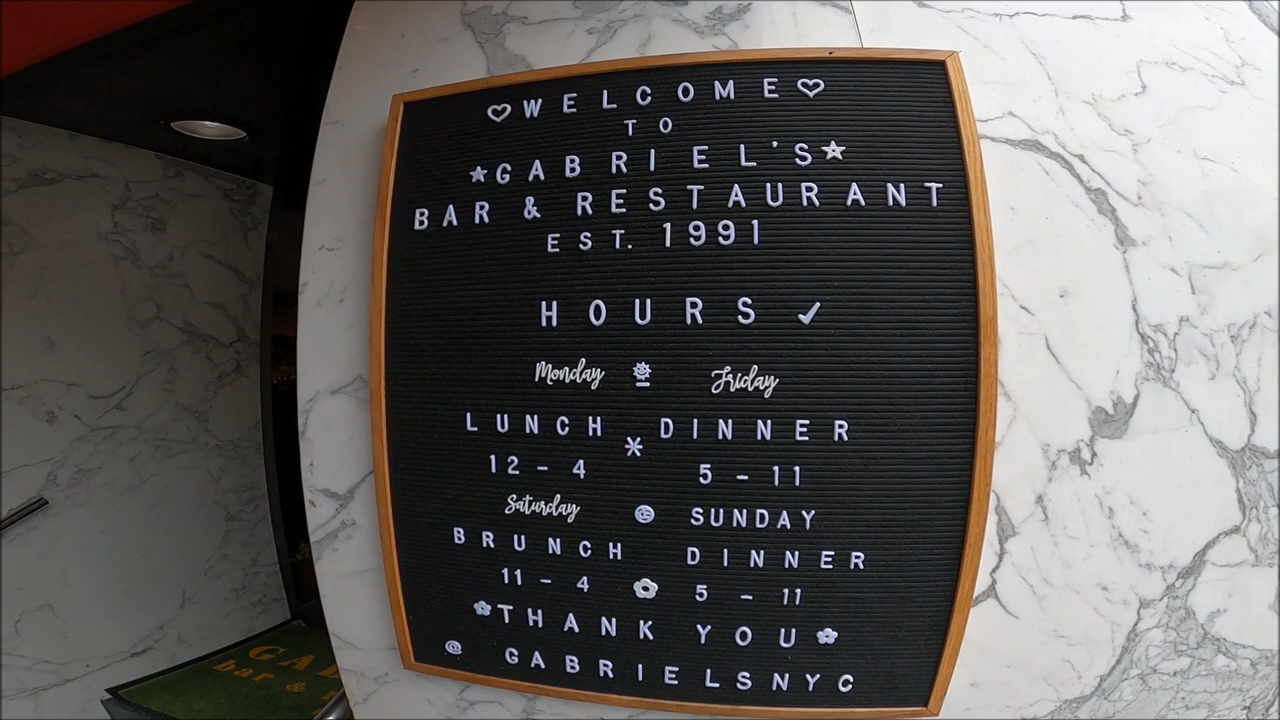 ♡WELCOME♡
TO
★GABRIEL'S★
BAR & RESTAURANT
EST. 1991
HOURS ✓
Monday Friday
LUNCH * DINNER
12 - 4 5 - 11
Saturday SUNDAY
BRUNCH DINNER
11 - 4 5 - 11
THANK YOU
@ GABRIELSNYC
bar &